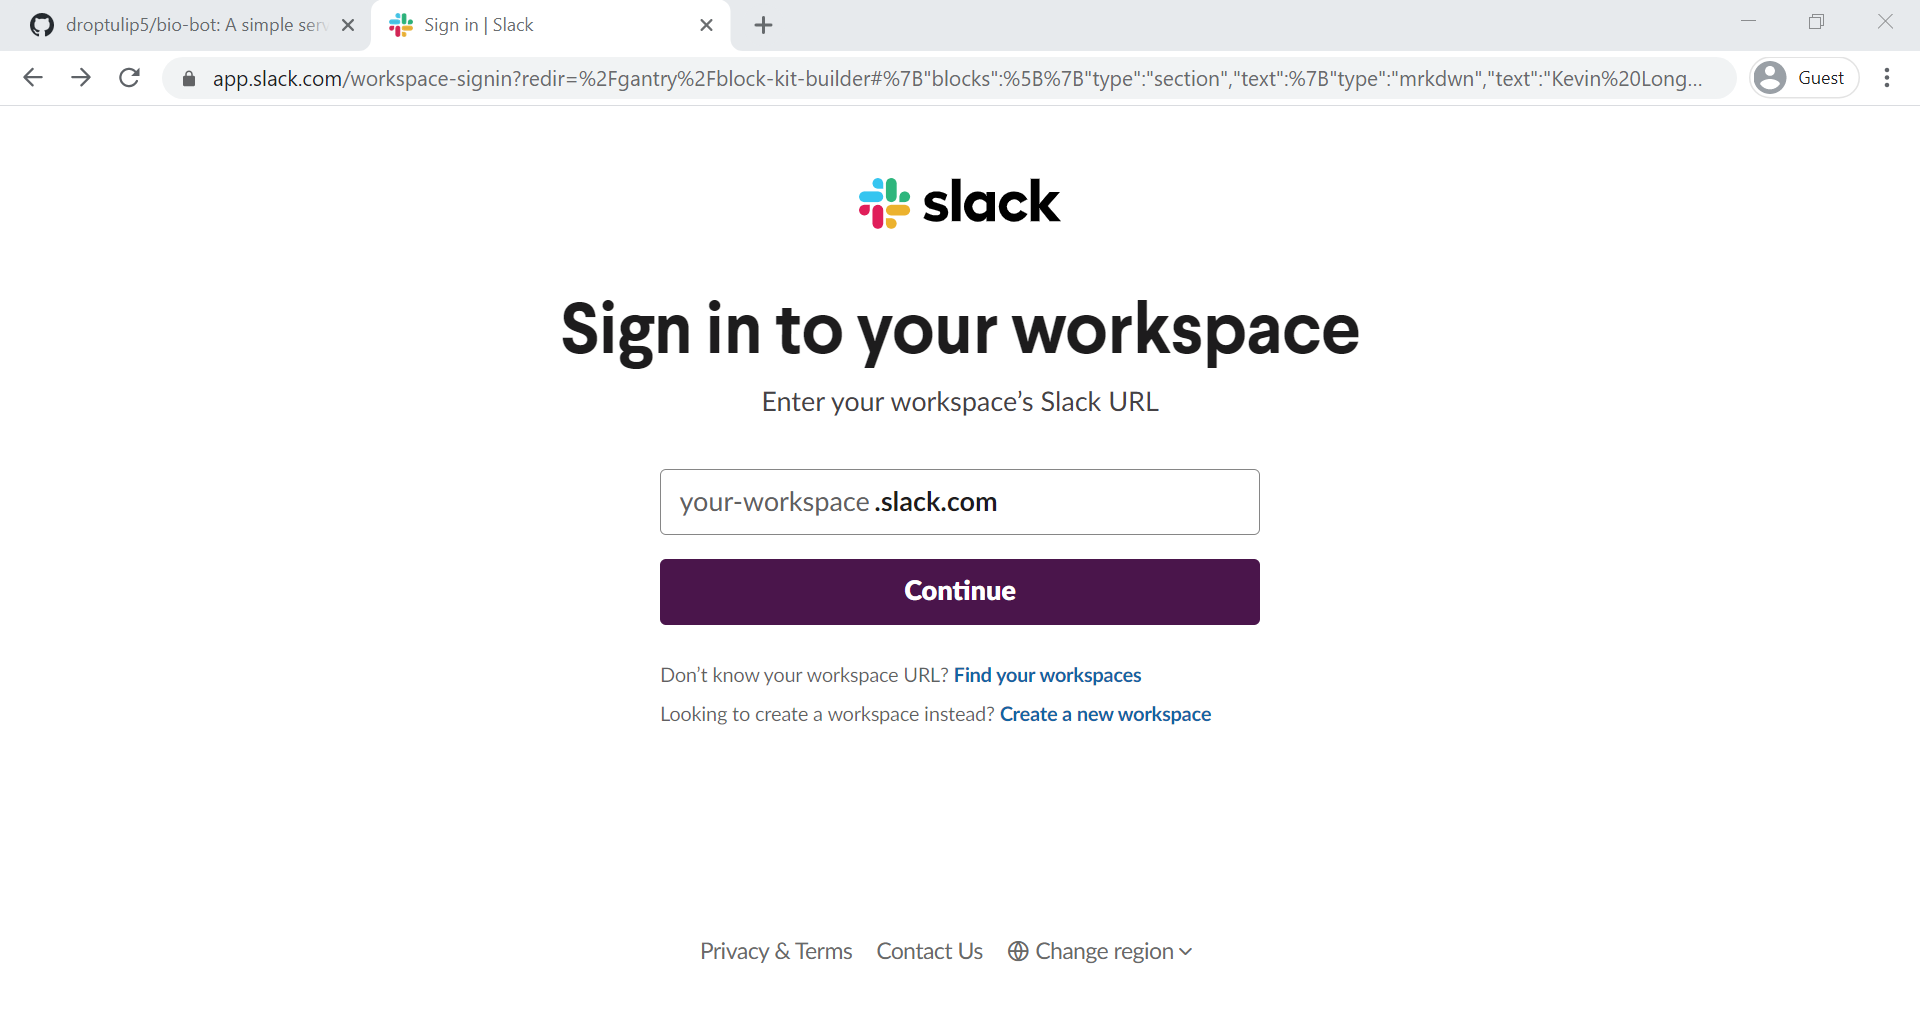 droptulip5/bio-bot: A simple ser
Sign in | Slack
app.slack.com/workspace-signin?redir=%2Fgantry%2Fblock-kit-builder#%7B"blocks":%5B%7B"type":"section","text":%7B"type":"mrkdwn","text":"Kevin%20Long...
Guest
slack
Sign in to your workspace
Enter your workspace’s Slack URL
your-workspace .slack.com
Continue
Don’t know your workspace URL? Find your workspaces
Looking to create a workspace instead? Create a new workspace
Privacy & Terms Contact Us Change region